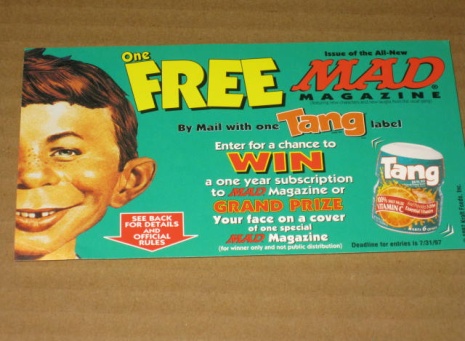 One
FREE
Issue of the All-New
MAD
MAGAZINE
By Mail with one Tang label
Enter for a chance to
WIN
a one year subscription
to MAD Magazine or
GRAND PRIZE
Your face on a cover
of one special
MAD Magazine
(for winner only and not public distribution)
SEE BACK
FOR DETAILS
AND
OFFICIAL
RULES
Tang
VITAMIN C
Deadline for entries is 7/31/97